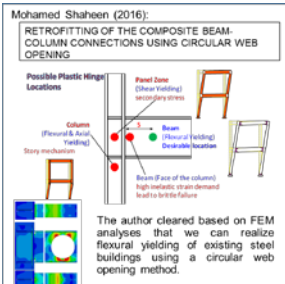 Mohamed Shaheen (2016):
RETROFITTING OF THE COMPOSITE BEAM-
COLUMN CONNECTIONS USING CIRCULAR WEB
OPENING
Possible Plastic Hinge
Locations
Panel Zone
(Shear Yielding)
secondary stress
Column
(Flexural & Axial
Yielding)
Story mechanism
S
Beam
(Flexural Yielding)
Desirable location
Beam (Face of the column)
high inelastic strain demand
lead to brittle failure
The author cleared based on FEM
analyses that we can realize
flexural yielding of existing steel
buildings using a circular web
opening method.